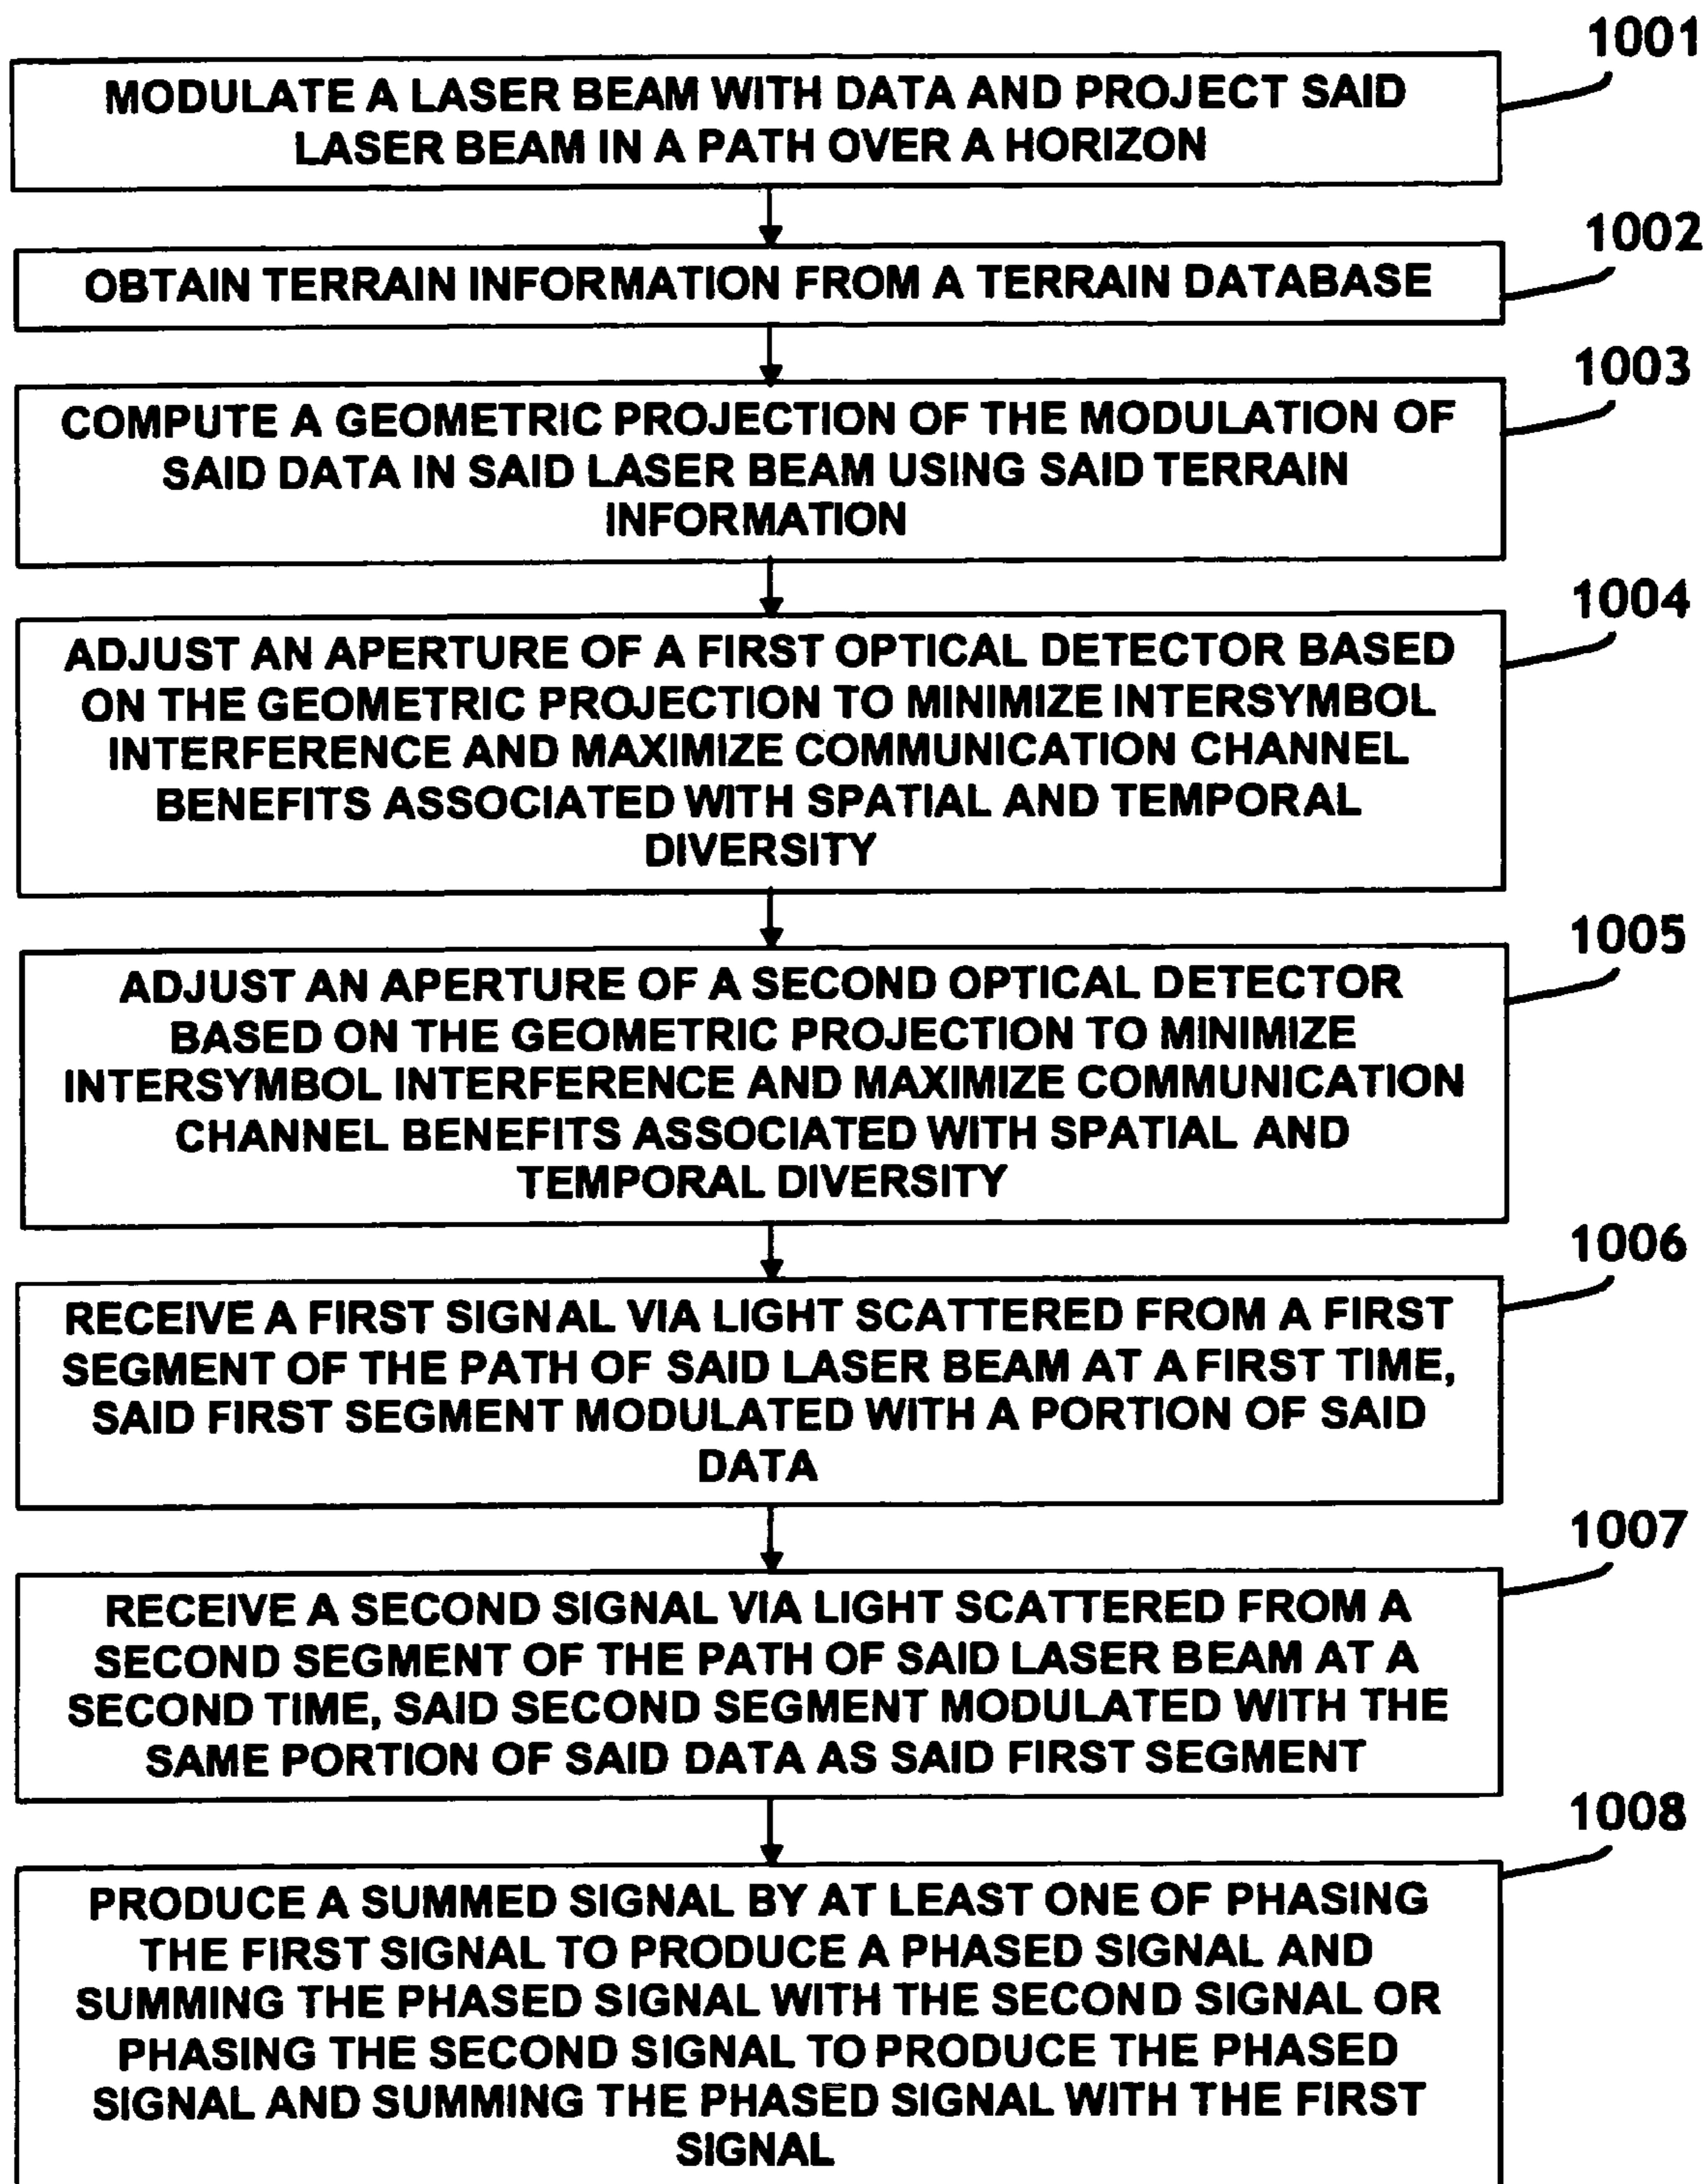 1001
MODULATE A LASER BEAM WITH DATA AND PROJECT SAID
LASER BEAM IN A PATH OVER A HORIZON
1002
OBTAIN TERRAIN INFORMATION FROM A TERRAIN DATABASE
1003
COMPUTE A GEOMETRIC PROJECTION OF THE MODULATION OF
SAID DATA IN SAID LASER BEAM USING SAID TERRAIN
INFORMATION
1004
ADJUST AN APERTURE OF A FIRST OPTICAL DETECTOR BASED
ON THE GEOMETRIC PROJECTION TO MINIMIZE INTERSYMBOL
INTERFERENCE AND MAXIMIZE COMMUNICATION CHANNEL
BENEFITS ASSOCIATED WITH SPATIAL AND TEMPORAL
DIVERSITY
1005
ADJUST AN APERTURE OF A SECOND OPTICAL DETECTOR
BASED ON THE GEOMETRIC PROJECTION TO MINIMIZE
INTERSYMBOL INTERFERENCE AND MAXIMIZE COMMUNICATION
CHANNEL BENEFITS ASSOCIATED WITH SPATIAL AND
TEMPORAL DIVERSITY
1006
RECEIVE A FIRST SIGNAL VIA LIGHT SCATTERED FROM A FIRST
SEGMENT OF THE PATH OF SAID LASER BEAM AT A FIRST TIME,
SAID FIRST SEGMENT MODULATED WITH A PORTION OF SAID
DATA
1007
RECEIVE A SECOND SIGNAL VIA LIGHT SCATTERED FROM A
SECOND SEGMENT OF THE PATH OF SAID LASER BEAM AT A
SECOND TIME, SAID SECOND SEGMENT MODULATED WITH THE
SAME PORTION OF SAID DATA AS SAID FIRST SEGMENT
1008
PRODUCE A SUMMED SIGNAL BY AT LEAST ONE OF PHASING
THE FIRST SIGNAL TO PRODUCE A PHASED SIGNAL AND
SUMMING THE PHASED SIGNAL WITH THE SECOND SIGNAL OR
PHASING THE SECOND SIGNAL TO PRODUCE THE PHASED
SIGNAL AND SUMMING THE PHASED SIGNAL WITH THE FIRST
SIGNAL